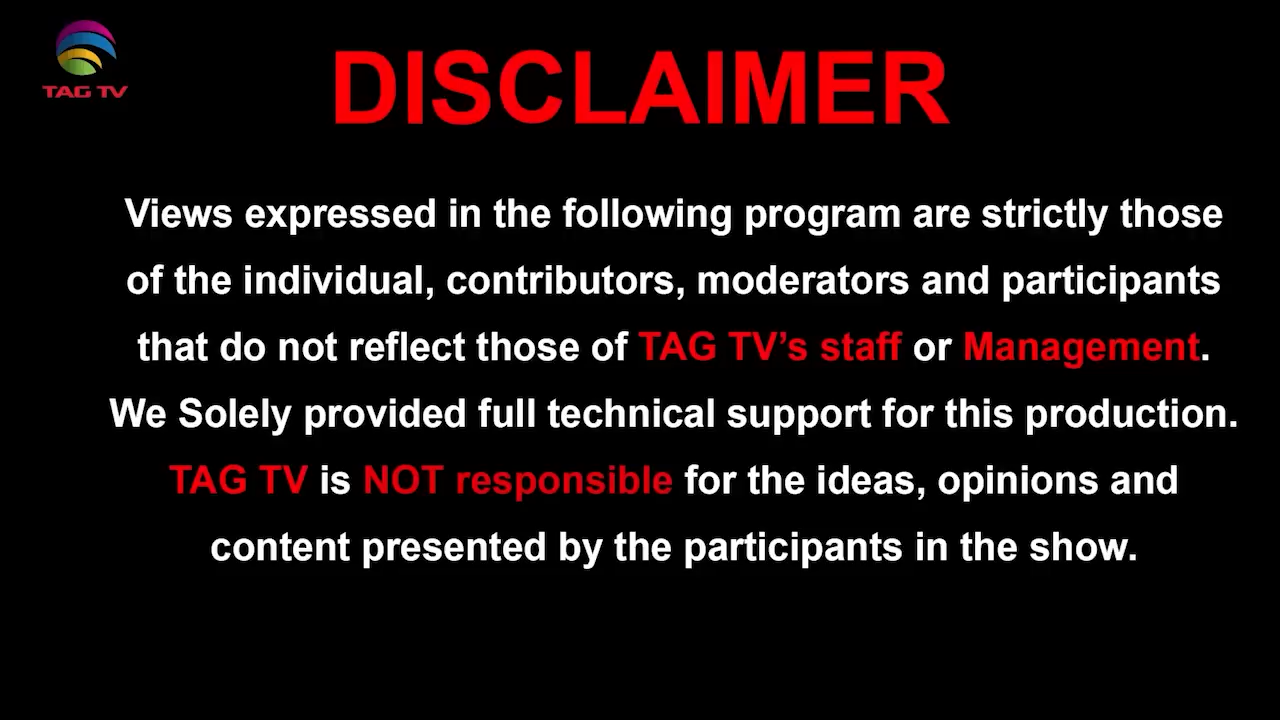 TAG TV
DISCLAIMER
Views expressed in the following program are strictly those
of the individual, contributors, moderators and participants
that do not reflect those of TAG TV’s staff or Management.
We Solely provided full technical support for this production.
TAG TV is NOT responsible for the ideas, opinions and
content presented by the participants in the show.